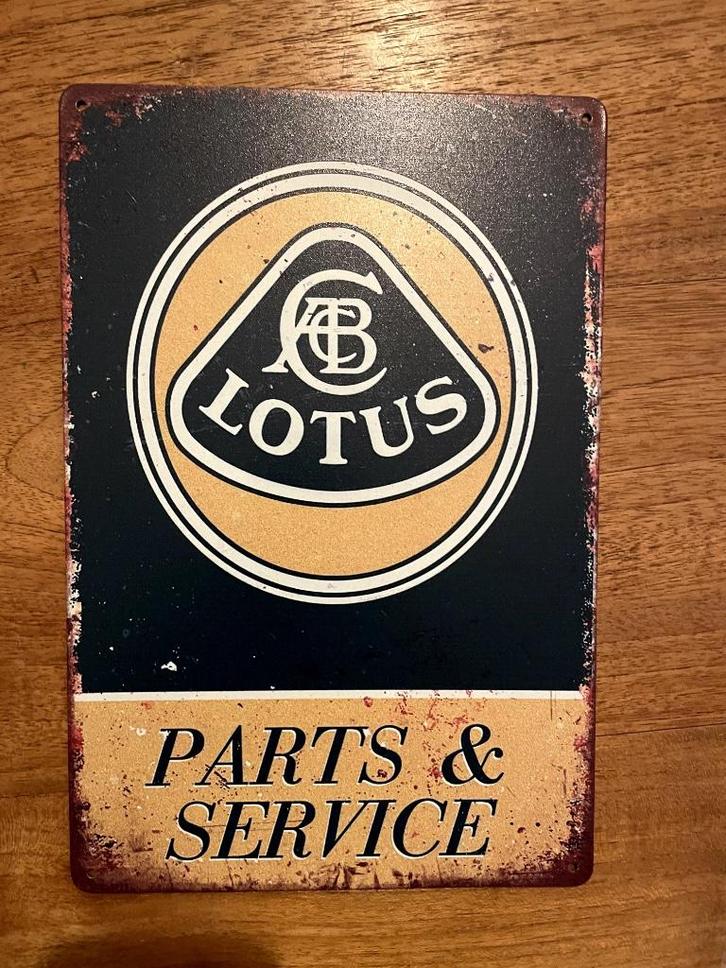 ACBC
LOTUS
PARTS &
SERVICE